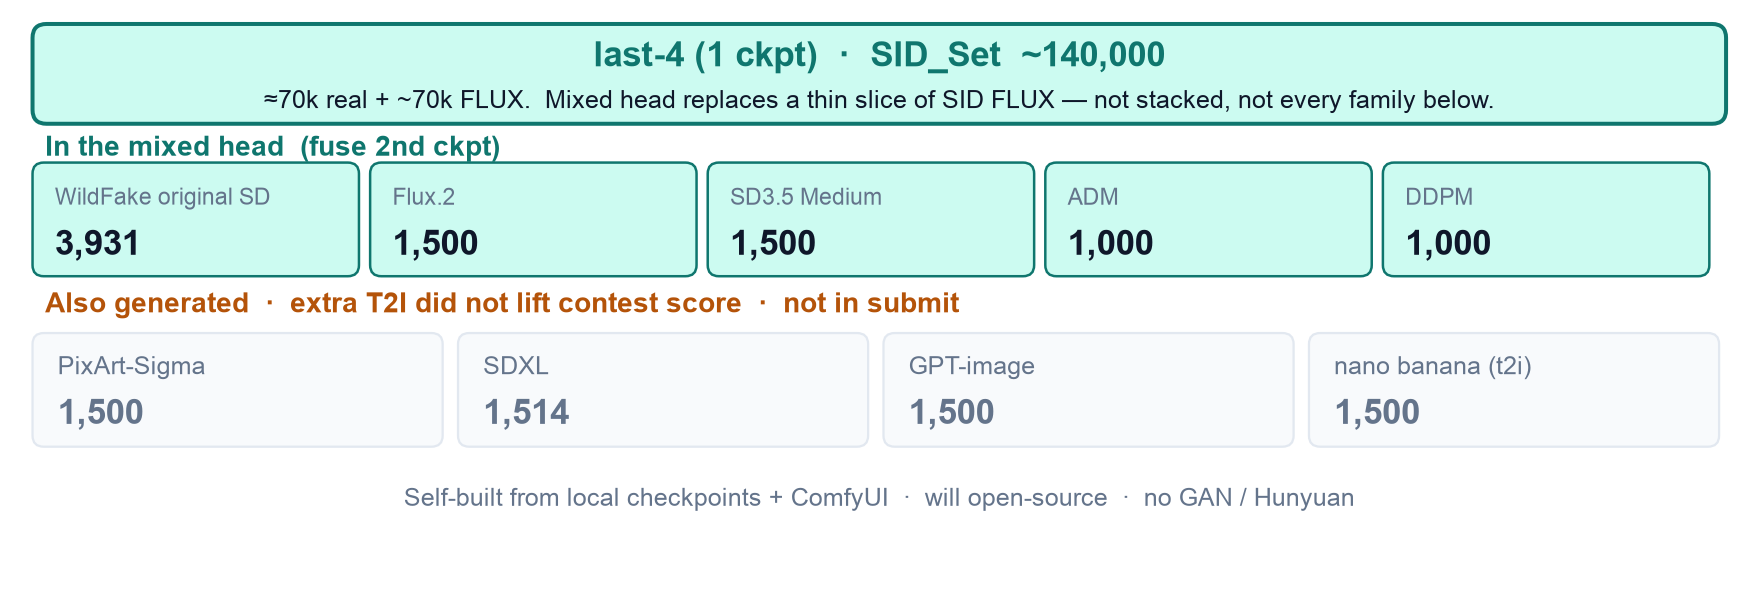 last-4 (1 ckpt) · SID_Set ~140,000
≈70k real + ~70k FLUX. Mixed head replaces a thin slice of SID FLUX — not stacked, not every family below.
In the mixed head (fuse 2nd ckpt)
WildFake original SD
3,931
Flux.2
1,500
SD3.5 Medium
1,500
ADM
1,000
DDPM
1,000
Also generated · extra T2I did not lift contest score · not in submit
PixArt-Sigma
1,500
SDXL
1,514
GPT-image
1,500
nano banana (t2i)
1,500
Self-built from local checkpoints + ComfyUI · will open-source · no GAN / Hunyuan